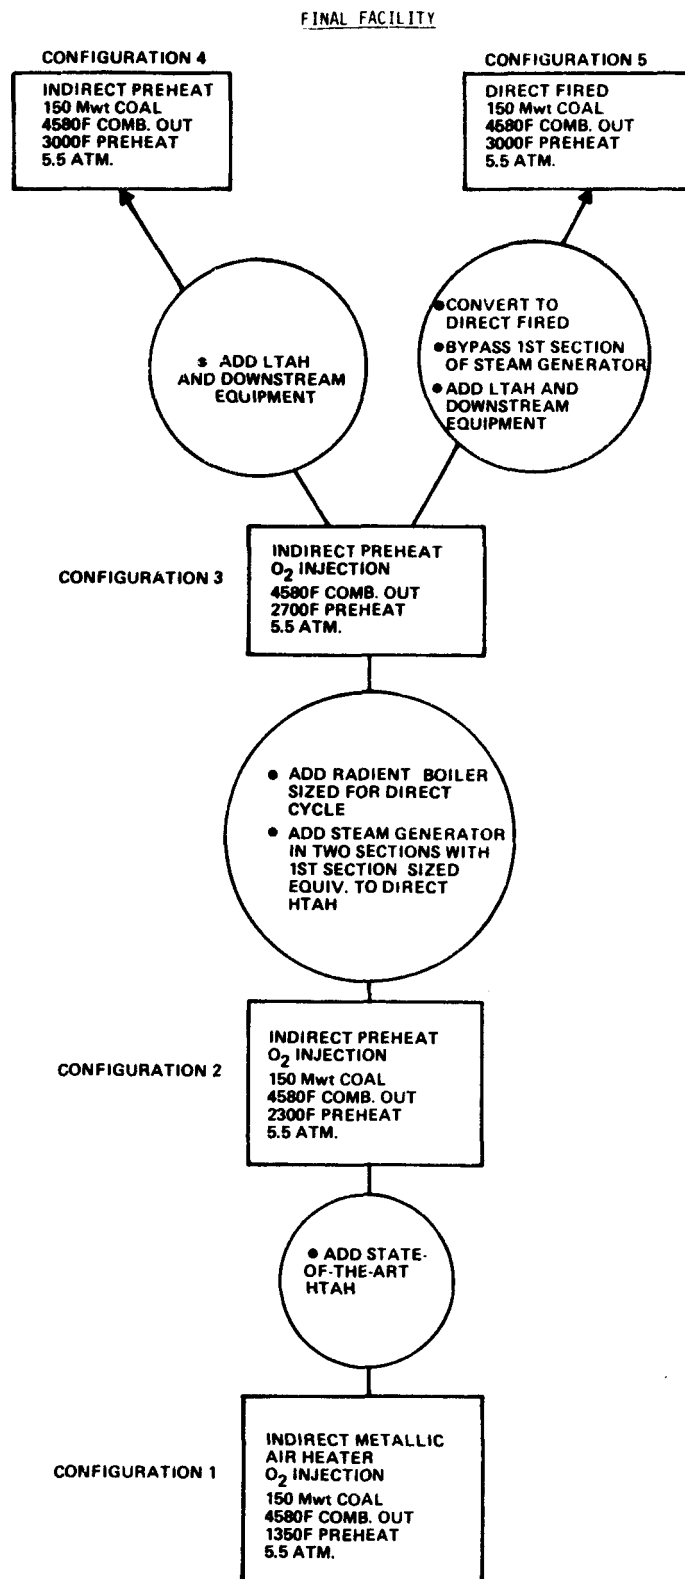 FINAL FACILITY
CONFIGURATION 4
INDIRECT PREHEAT
150 Mwt COAL
4580F COMB. OUT
3000F PREHEAT
5.5 ATM.
CONFIGURATION 5
DIRECT FIRED
150 Mwt COAL
4580F COMB. OUT
3000F PREHEAT
5.5 ATM.
s ADD LTAH
AND DOWNSTREAM
EQUIPMENT
● CONVERT TO
DIRECT FIRED
● BYPASS 1ST SECTION
OF STEAM GENERATOR
● ADD LTAH AND
DOWNSTREAM
EQUIPMENT
CONFIGURATION 3
INDIRECT PREHEAT
O2 INJECTION
4580F COMB. OUT
2700F PREHEAT
5.5 ATM.
● ADD RADIENT BOILER
SIZED FOR DIRECT
CYCLE
● ADD STEAM GENERATOR
IN TWO SECTIONS WITH
1ST SECTION SIZED
EQUIV. TO DIRECT
HTAH
CONFIGURATION 2
INDIRECT PREHEAT
O2 INJECTION
150 Mwt COAL
4580F COMB. OUT
2300F PREHEAT
5.5 ATM.
● ADD STATE-
OF-THE-ART
HTAH
CONFIGURATION 1
INDIRECT METALLIC
AIR HEATER
O2 INJECTION
150 Mwt COAL
4580F COMB. OUT
1350F PREHEAT
5.5 ATM.